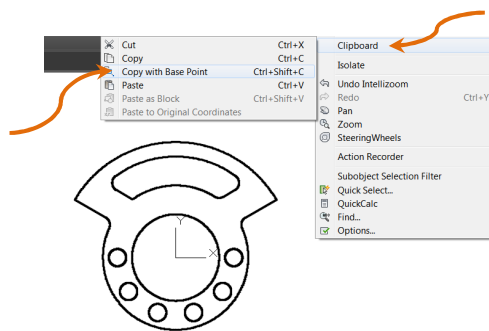 Cut Ctrl+X
Copy Ctrl+C
Copy with Base Point Ctrl+Shift+C
Paste Ctrl+V
Paste as Block Ctrl+Shift+V
Paste to Original Coordinates
Clipboard
Isolate
Undo Intellizoom
Redo Ctrl+Y
Pan
Zoom
SteeringWheels
Action Recorder
Subobject Selection Filter
Quick Select...
QuickCalc
Find...
Options...
Y
X